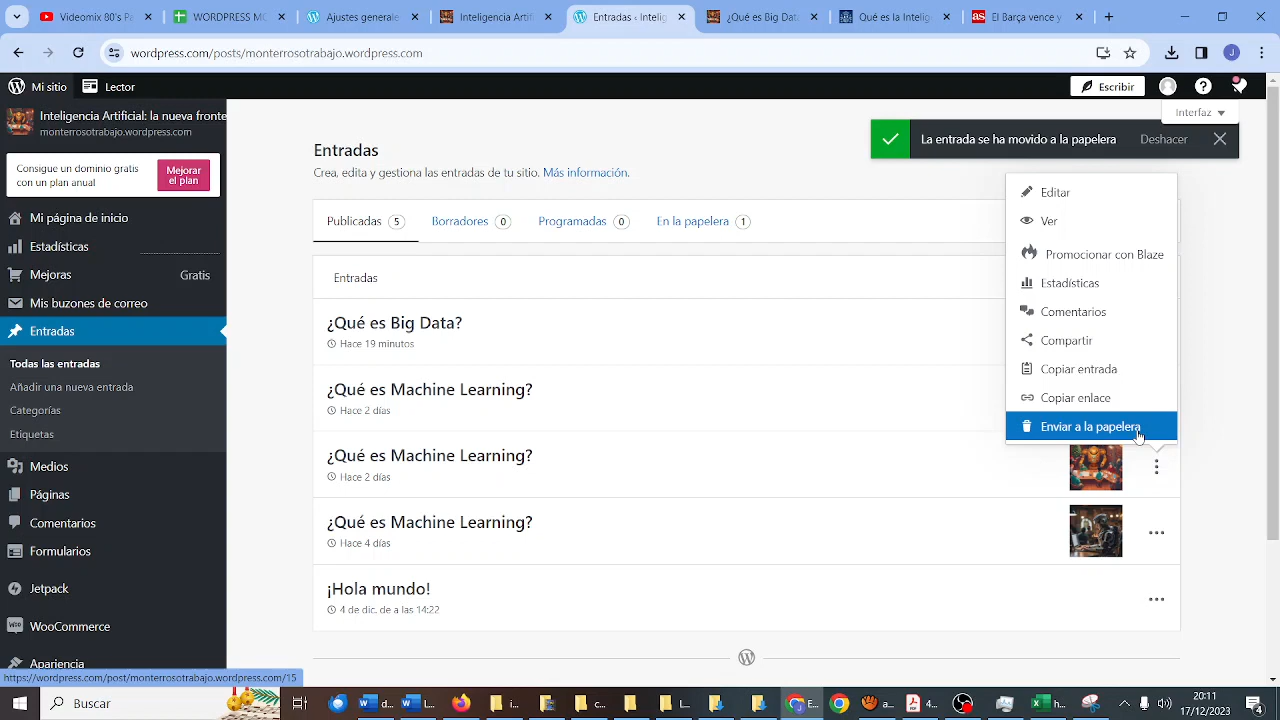 Videomix 80's Po
WORDPRESS MO
Ajustes generale
Inteligencia Artifi
Entradas ‹ Intelig
¿Qué es Big Data
Qué es la Intelig
El Barça vence y
wordpress.com/posts/monterrosotrabajo.wordpress.com
J
Mi sitio
Lector
Escribir
Interfaz
Inteligencia Artificial: la nueva fronte
monterrosotrabajo.wordpress.com
Consigue un dominio gratis
con un plan anual
Mejorar
el plan
Mi página de inicio
Estadísticas
Mejoras
Gratis
Mis buzones de correo
Entradas
Todas las entradas
Añadir una nueva entrada
Categorías
Etiquetas
Medios
Páginas
Comentarios
Formularios
Jetpack
WooCommerce
Apariencia
https://wordpress.com/post/monterrosotrabajo.wordpress.com/15
Entradas
Crea, edita y gestiona las entradas de tu sitio. Más información.
La entrada se ha movido a la papelera
Deshacer
Publicadas 5
Borradores 0
Programadas 0
En la papelera 1
Entradas
¿Qué es Big Data?
Hace 19 minutos
¿Qué es Machine Learning?
Hace 2 días
¿Qué es Machine Learning?
Hace 2 días
¿Qué es Machine Learning?
Hace 4 días
¡Hola mundo!
4 de dic. de a las 14:22
Editar
Ver
Promocionar con Blaze
Estadísticas
Comentarios
Compartir
Copiar entrada
Copiar enlace
Enviar a la papelera
Buscar
20:11
17/12/2023